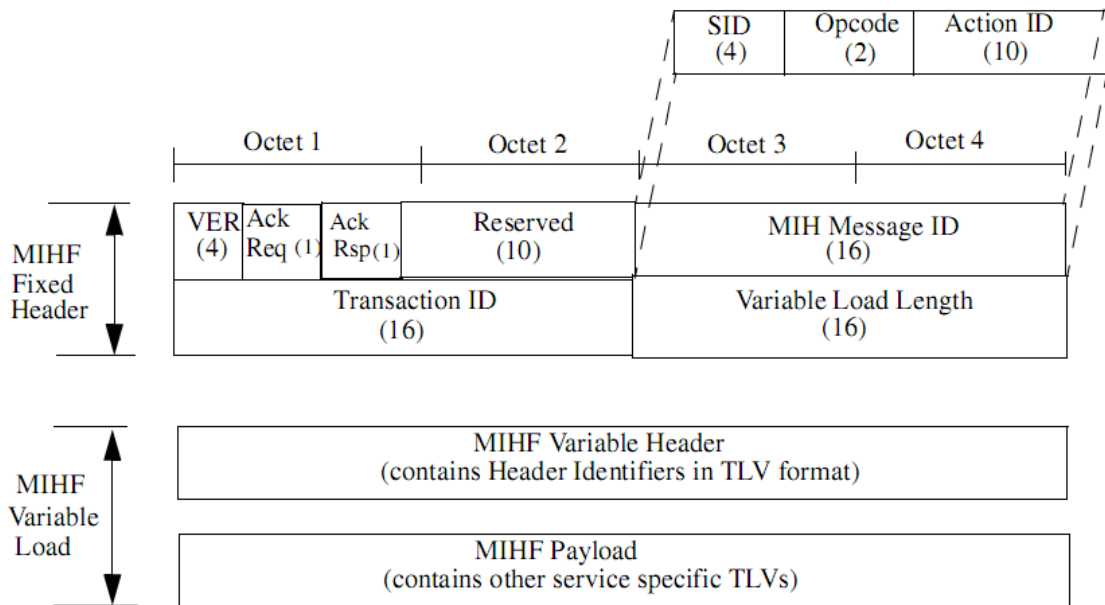 SID
(4)
Opcode
(2)
Action ID
(10)
Octet 1
Octet 2
Octet 3
Octet 4
MIHF
Fixed
Header
VER
(4)
Ack
Req (1)
Ack
Rsp(1)
Reserved
(10)
MIH Message ID
(16)
Transaction ID
(16)
Variable Load Length
(16)
MIHF
Variable
Load
MIHF Variable Header
(contains Header Identifiers in TLV format)
MIHF Payload
(contains other service specific TLVs)